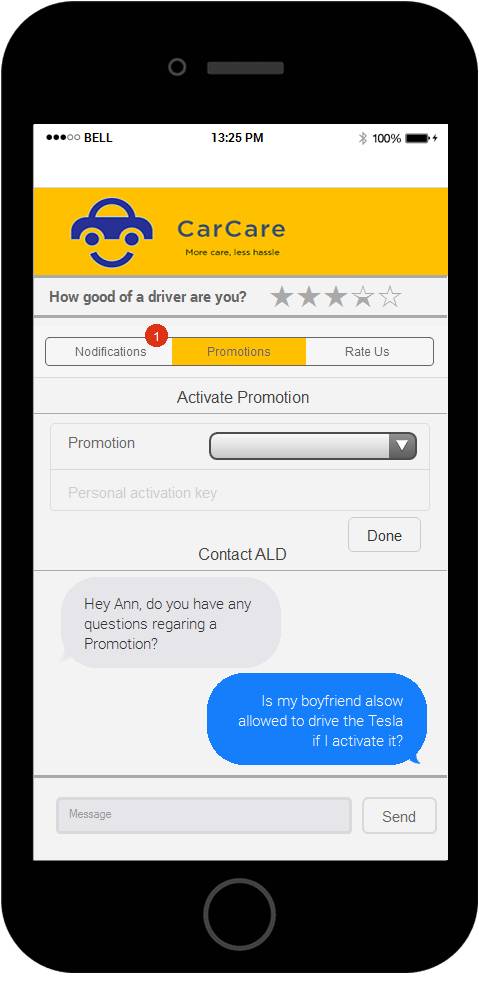 BELL 13:25 PM 100%
CarCare
More care, less hassle
How good of a driver are you?
Nodifications 1 Promotions Rate Us
Activate Promotion
Promotion
Personal activation key
Done
Contact ALD
Hey Ann, do you have any
questions regaring a
Promotion?
Is my boyfriend alsow
allowed to drive the Tesla
if I activate it?
Message Send